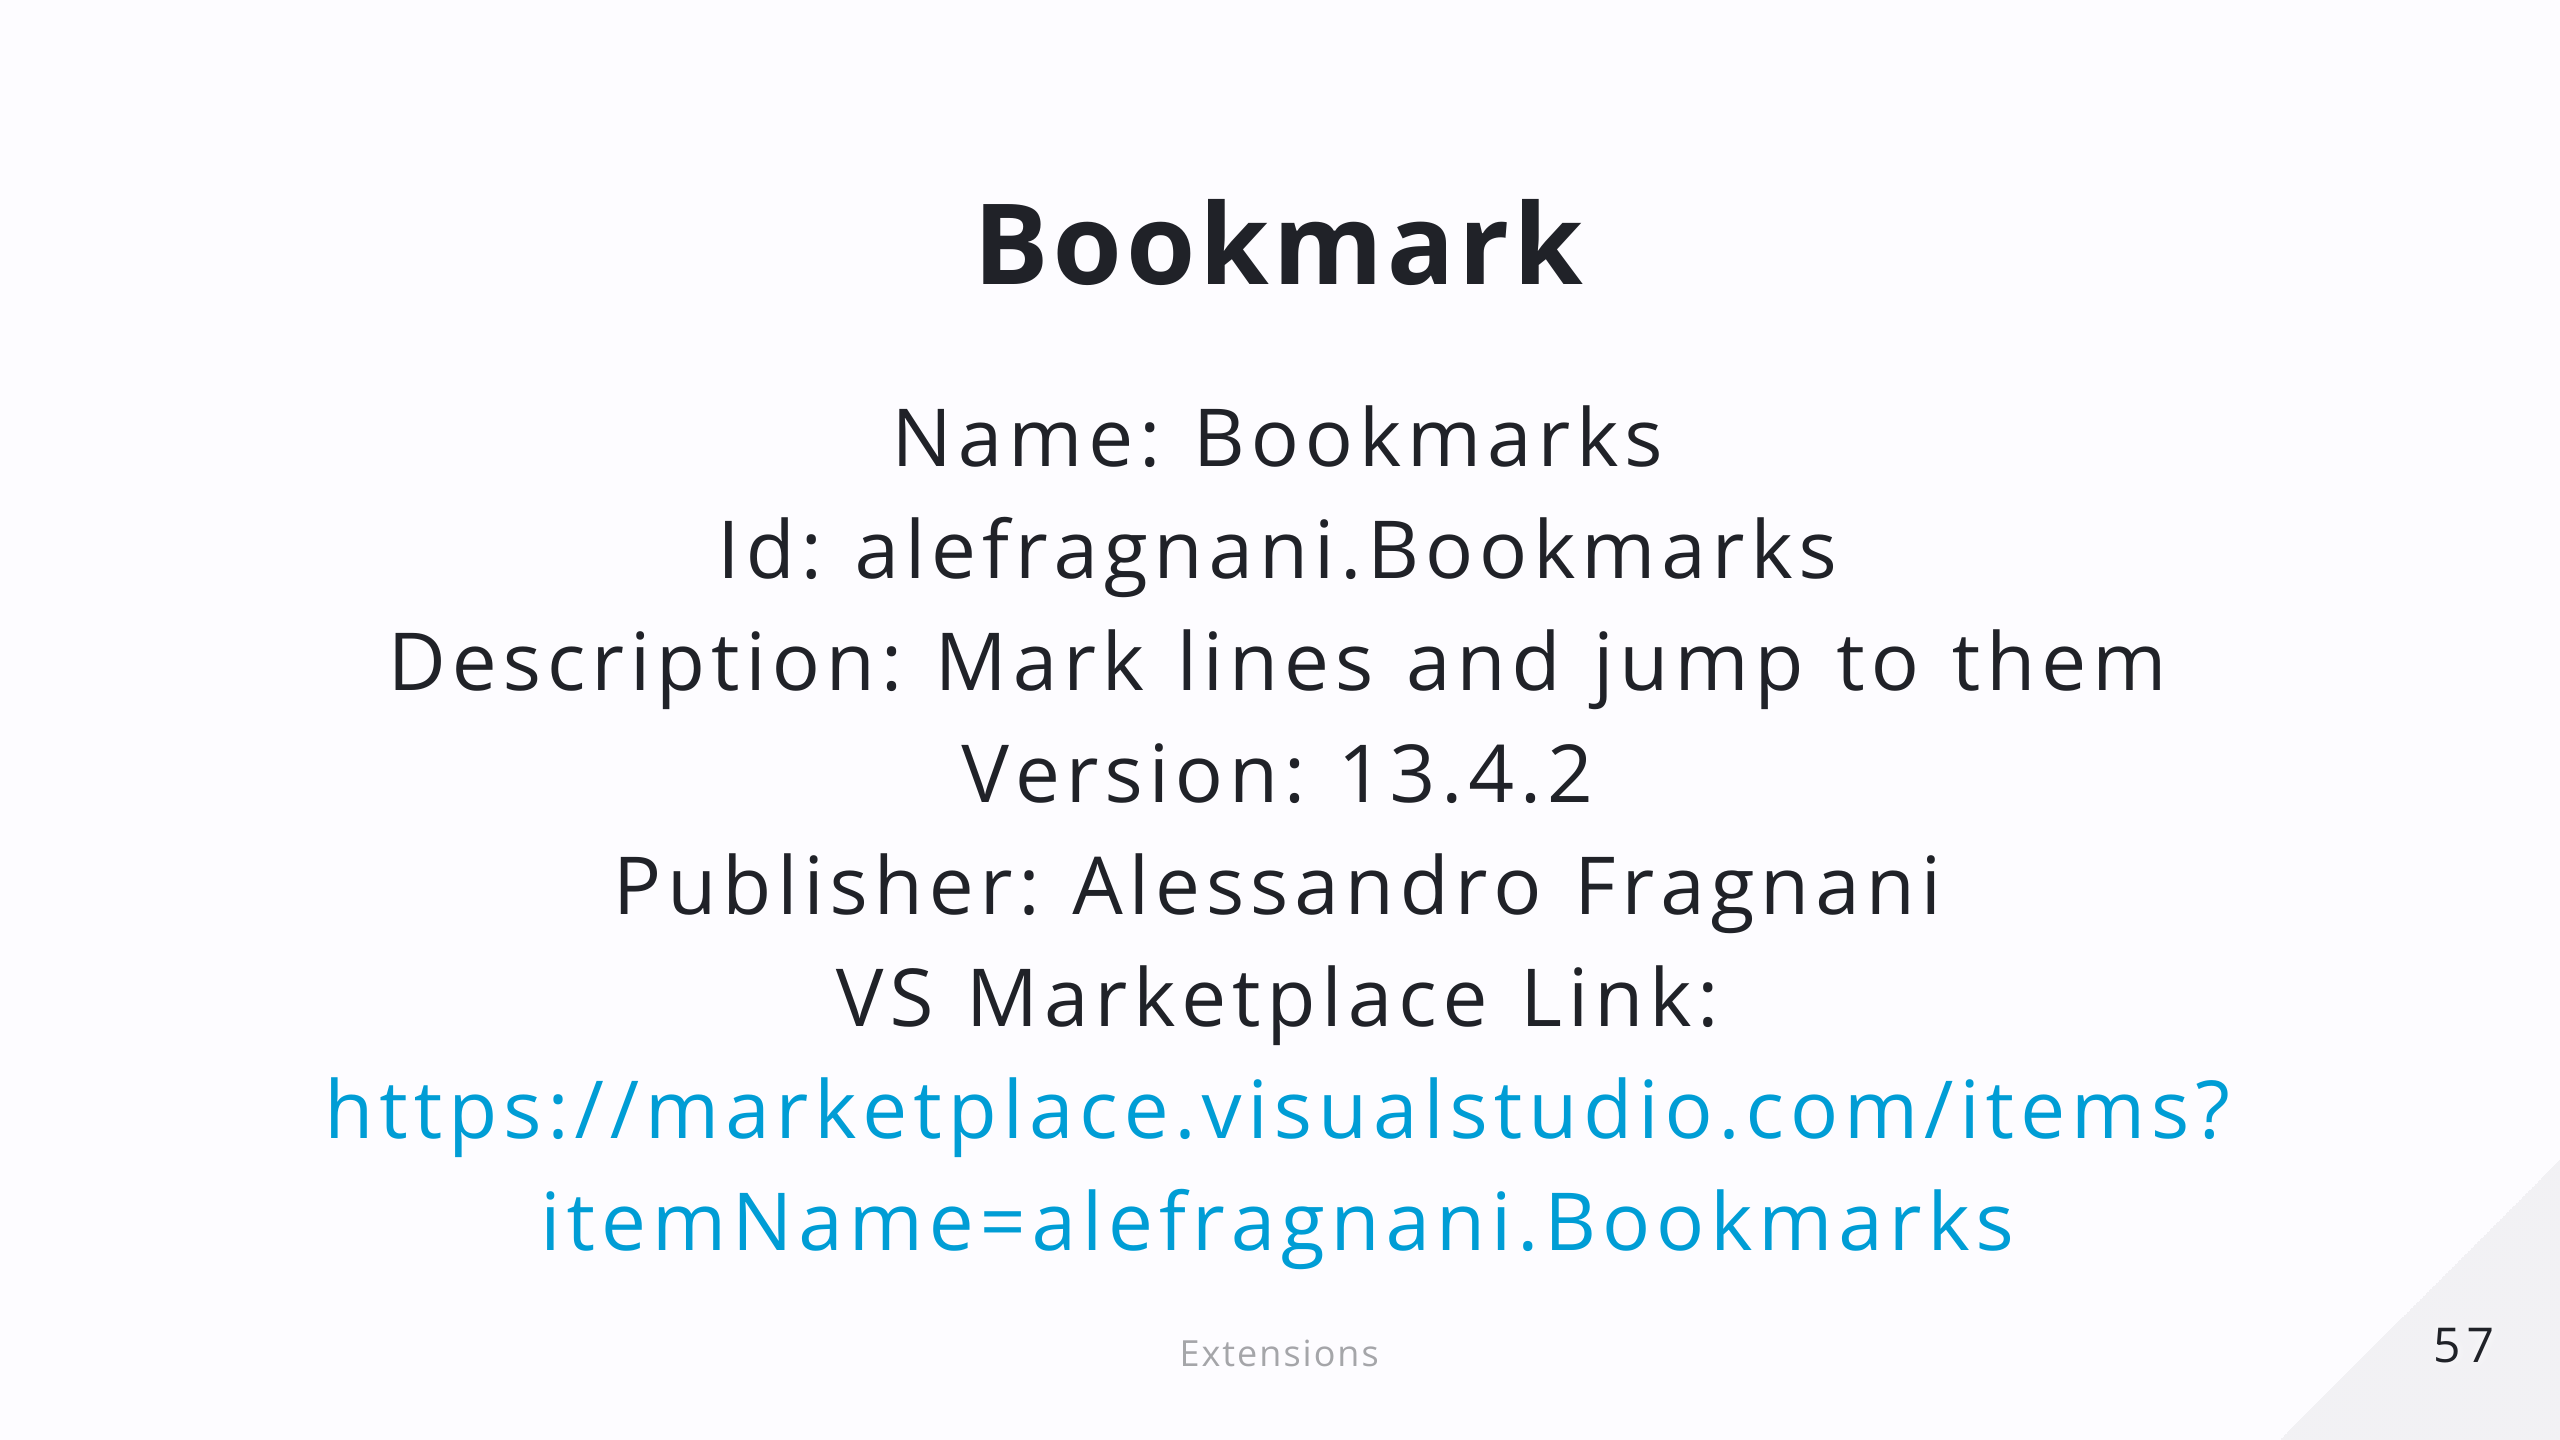 Bookmark
Name: Bookmarks
Id: alefragnani.Bookmarks
Description: Mark lines and jump to them
Version: 13.4.2
Publisher: Alessandro Fragnani
VS Marketplace Link:
https://marketplace.visualstudio.com/items?
itemName=alefragnani.Bookmarks
Extensions
57